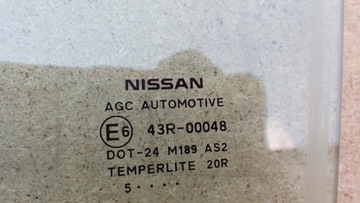 NISSAN
AGC AUTOMOTIVE
E6 43R-00048
DOT-24 M189 AS2
TEMPERLITE 20R
5 · · · ·